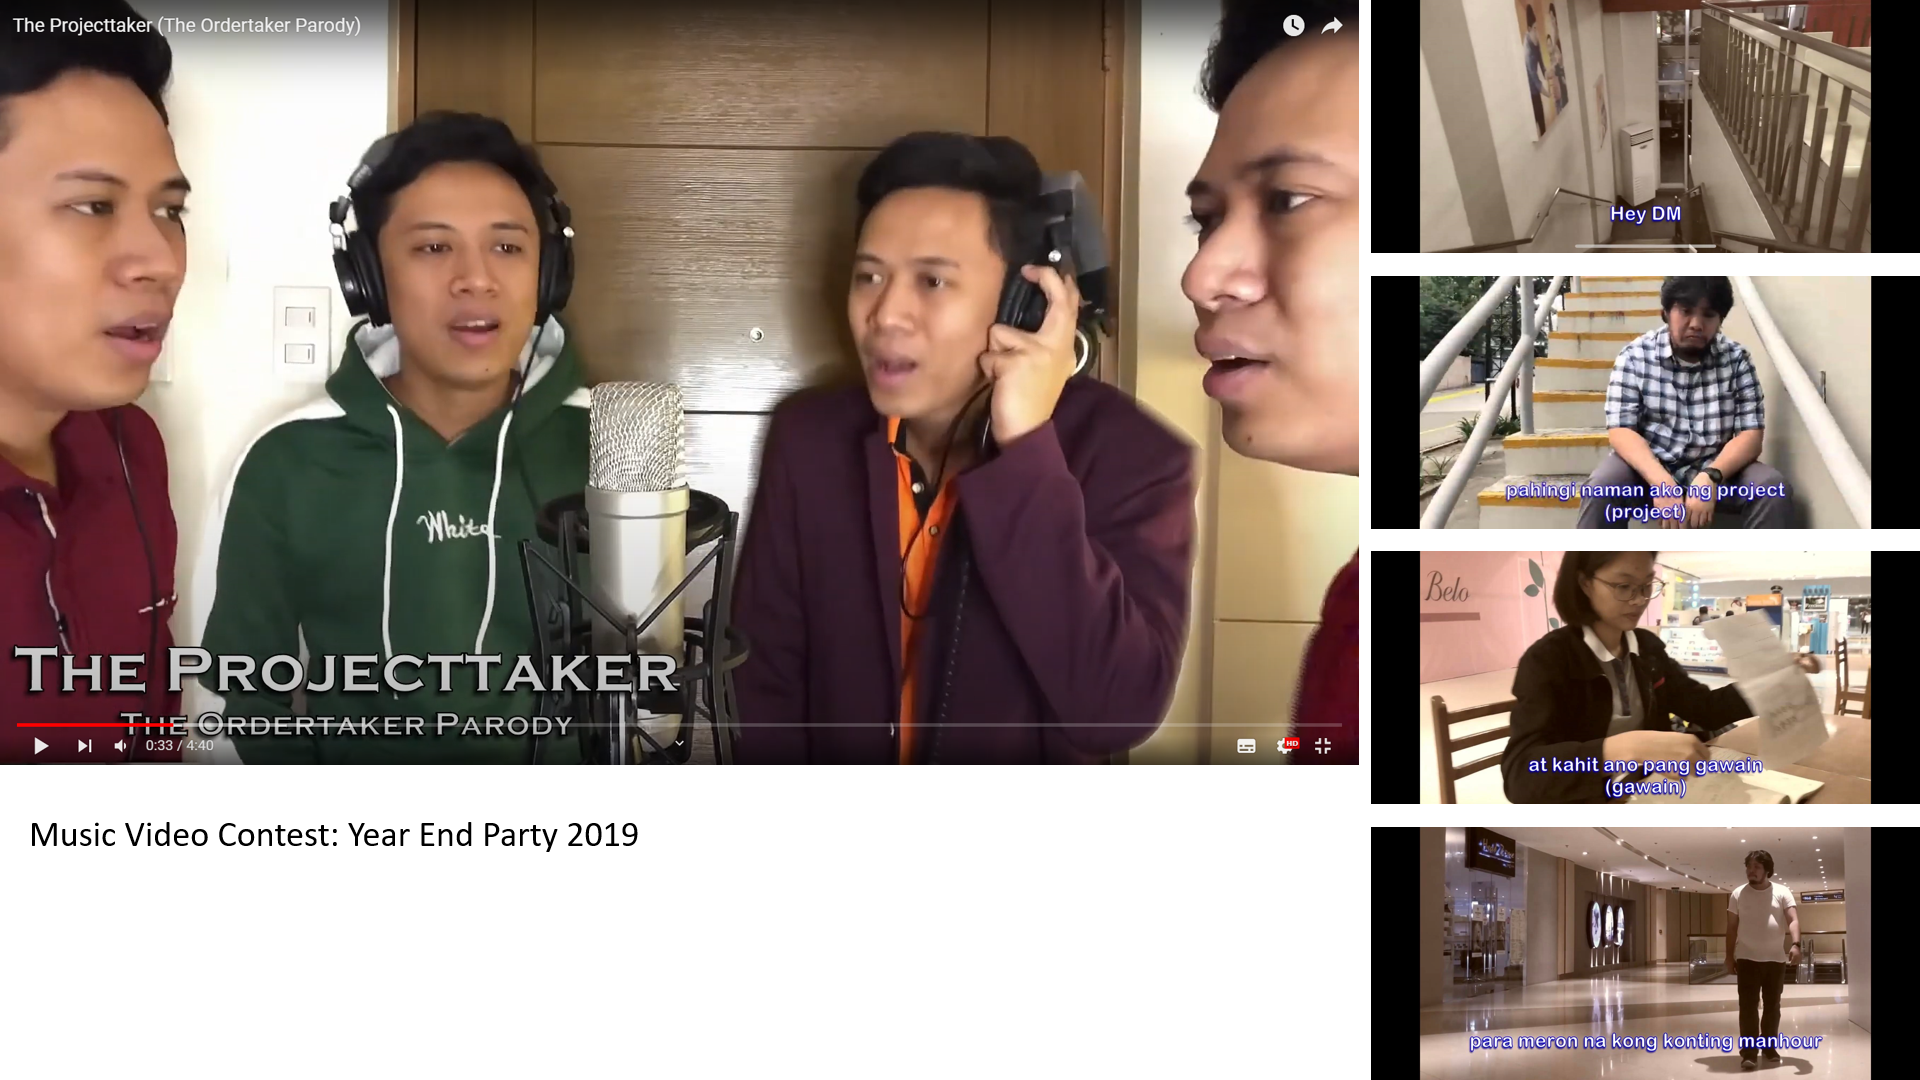 The Projecttaker (The Ordertaker Parody)
White
THE PROJECTTAKER
THE ORDERTAKER PARODY
0:33 / 4:40
HD
Music Video Contest: Year End Party 2019
Hey DM
pahingi naman ako ng project
(project)
Belo
at kahit ano pang gawain
(gawain)
para meron na kong konting manhour